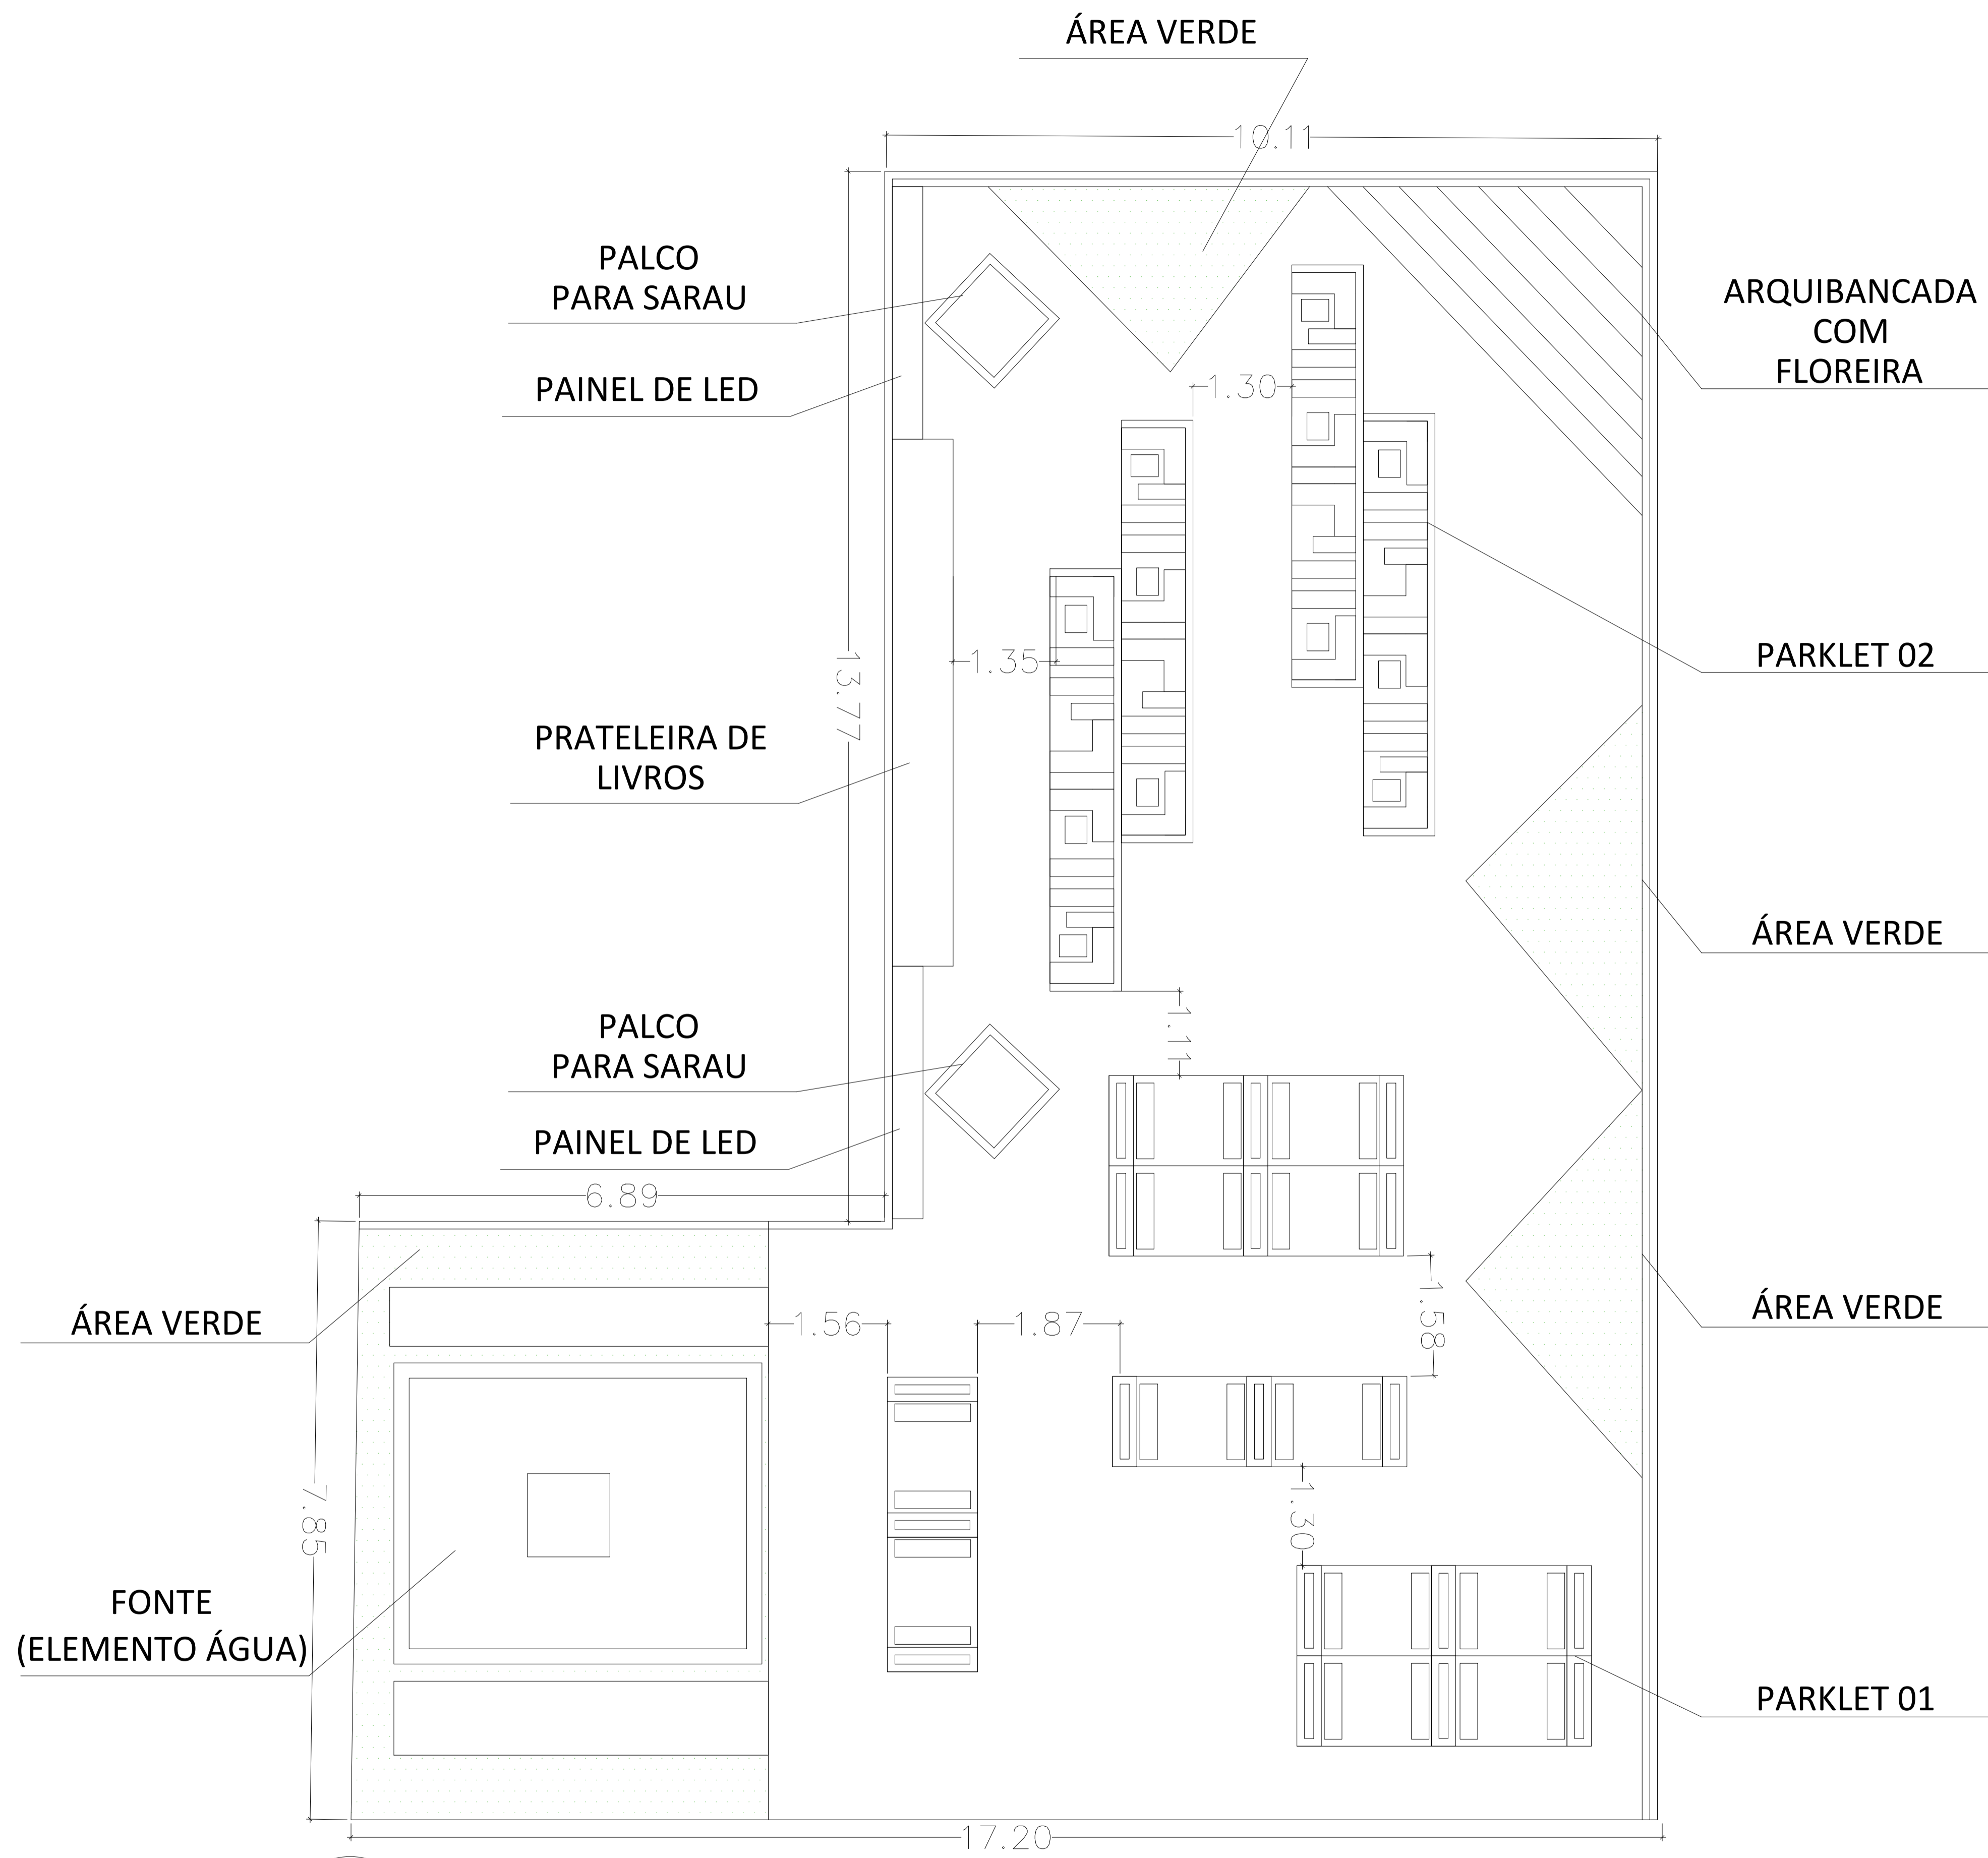 ÁREA VERDE
10.11
PALCO
PARA SARAU
ARQUIBANCADA
COM
FLOREIRA
PAINEL DE LED
1.30
13.77
1.35
PARKLET 02
PRATELEIRA DE
LIVROS
ÁREA VERDE
PALCO
PARA SARAU
1.11
PAINEL DE LED
6.89
ÁREA VERDE
ÁREA VERDE
1.56
1.87
1.58
7.85
1.30
FONTE
(ELEMENTO ÁGUA)
PARKLET 01
17.20